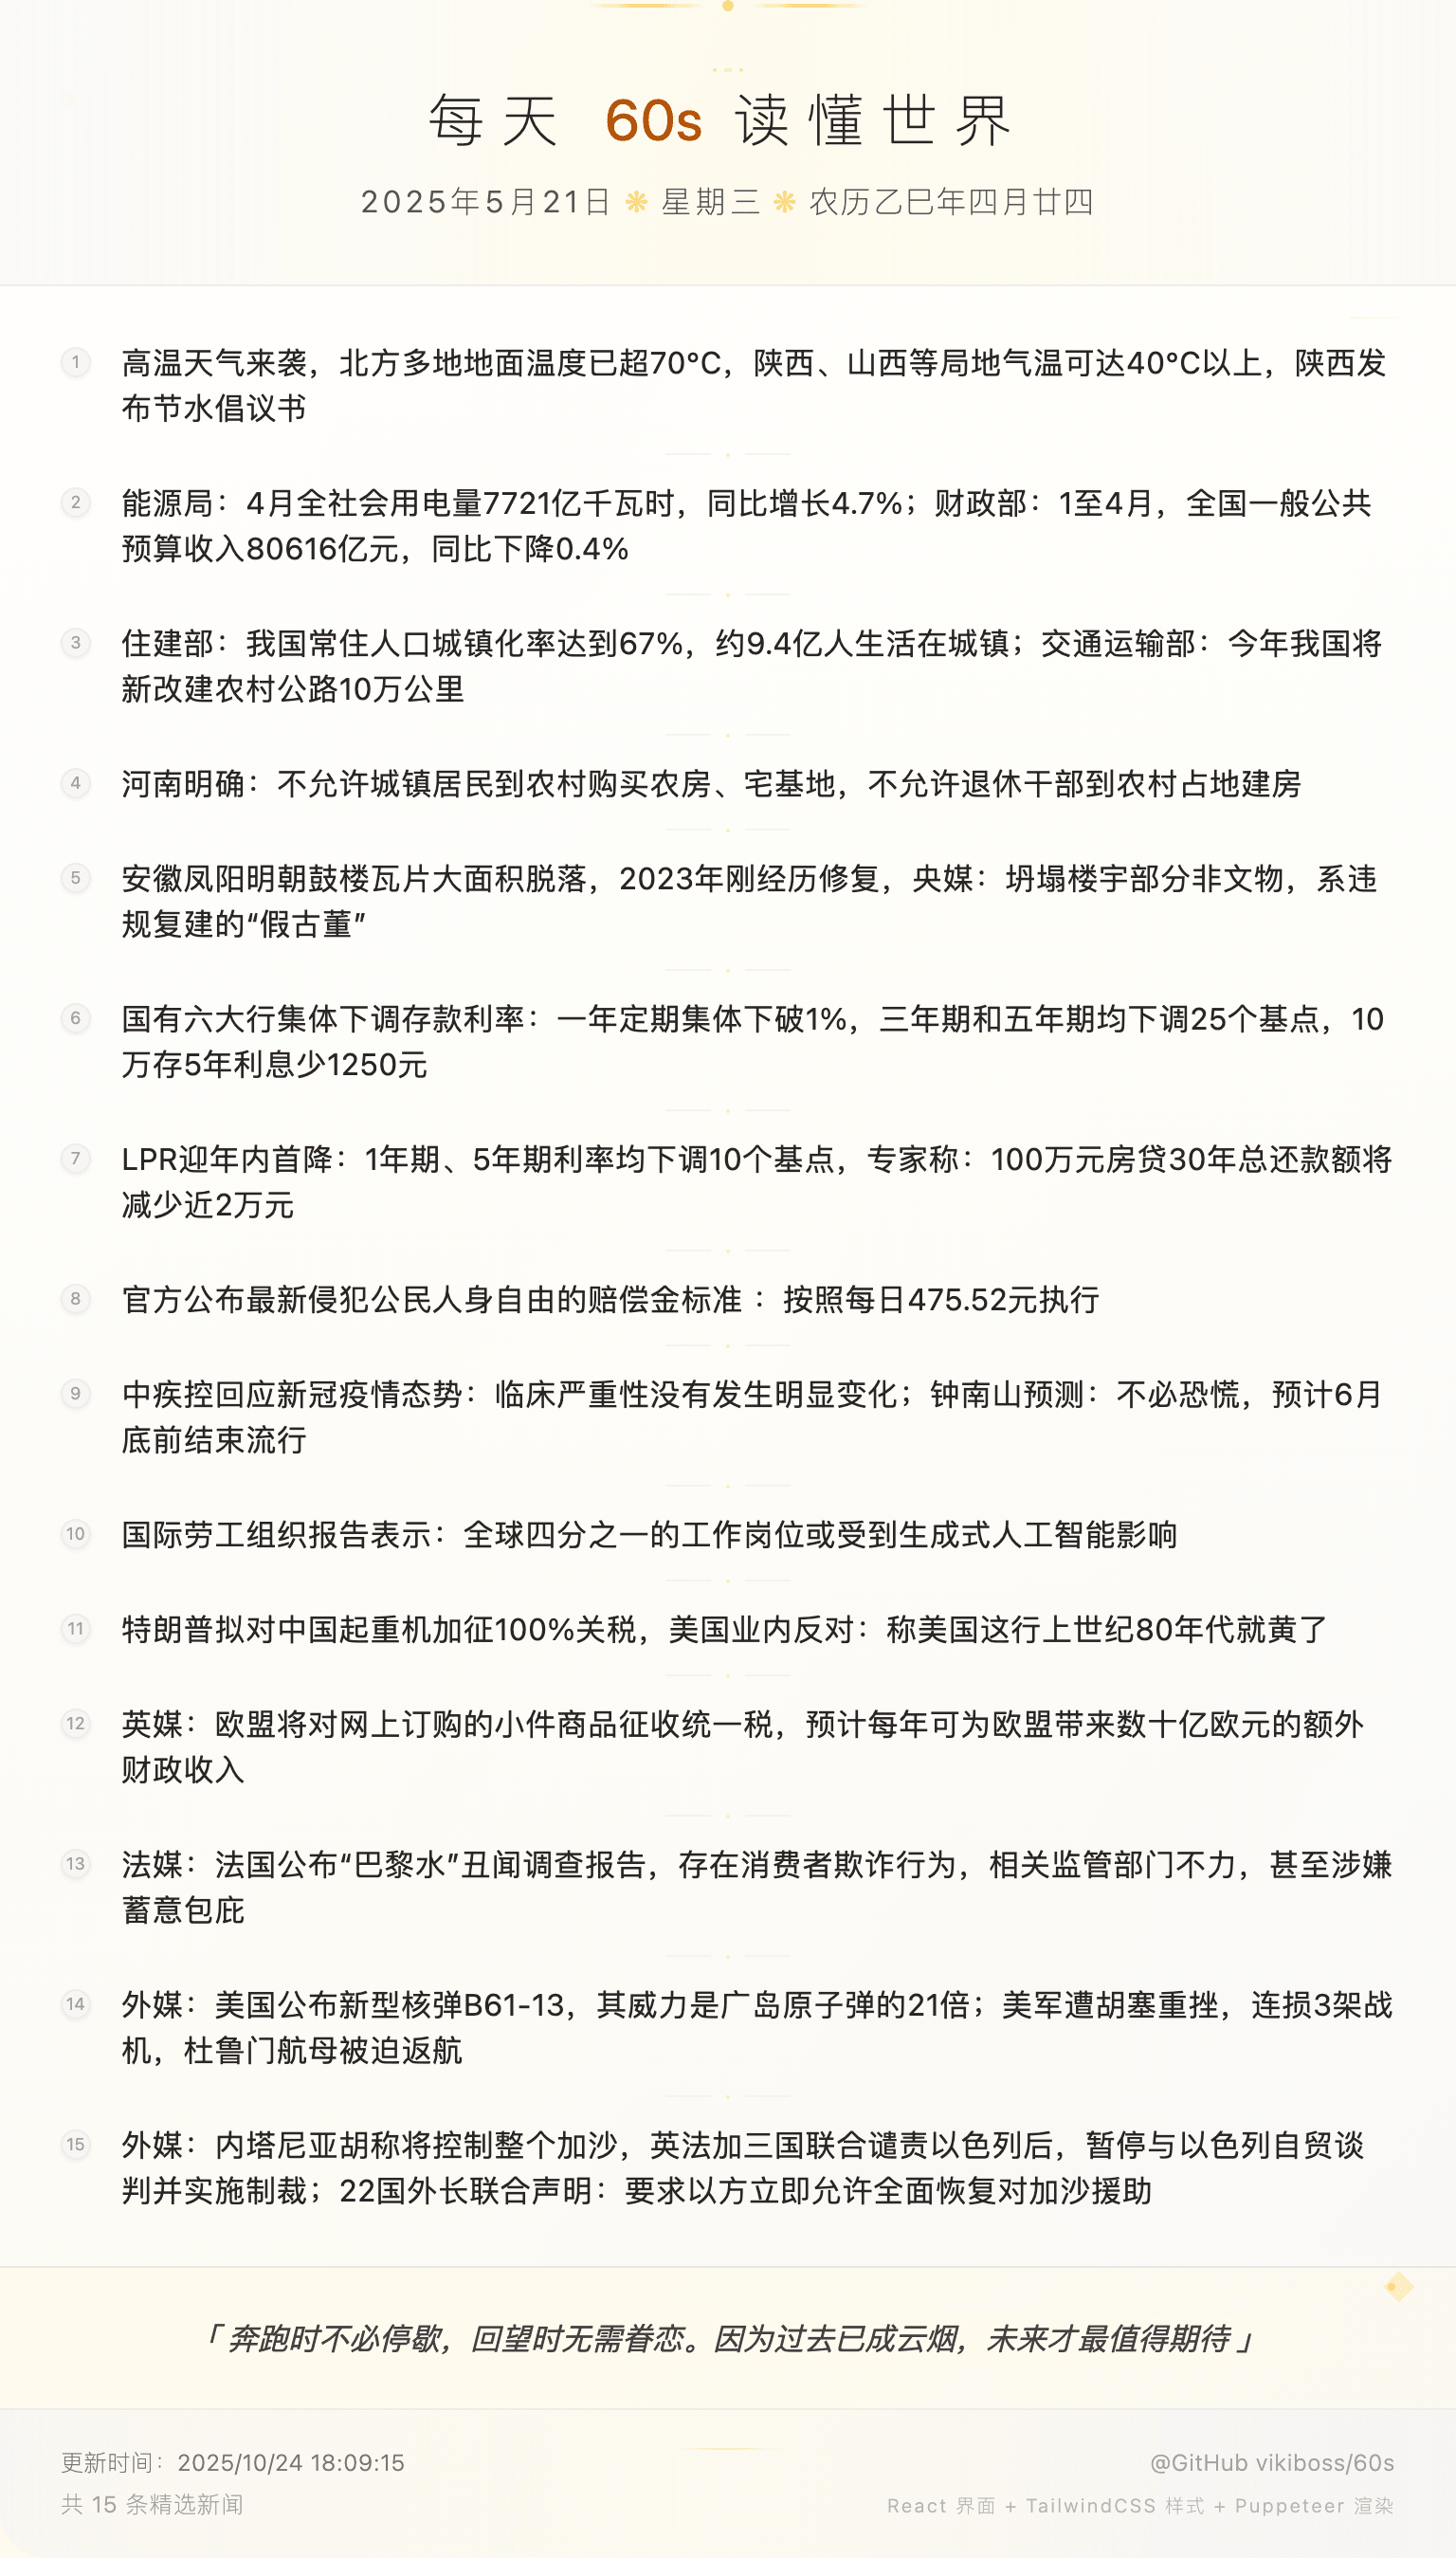 每天 60s 读懂世界
2025年5月21日 ❋ 星期三 ❋ 农历乙巳年四月廿四
1 高温天气来袭，北方多地地面温度已超70°C，陕西、山西等局地气温可达40°C以上，陕西发
布节水倡议书
2 能源局：4月全社会用电量7721亿千瓦时，同比增长4.7%；财政部：1至4月，全国一般公共
预算收入80616亿元，同比下降0.4%
3 住建部：我国常住人口城镇化率达到67%，约9.4亿人生活在城镇；交通运输部：今年我国将
新改建农村公路10万公里
4 河南明确：不允许城镇居民到农村购买农房、宅基地，不允许退休干部到农村占地建房
5 安徽凤阳明朝鼓楼瓦片大面积脱落，2023年刚经历修复，央媒：坍塌楼宇部分非文物，系违
规复建的“假古董”
6 国有六大行集体下调存款利率：一年定期集体下破1%，三年期和五年期均下调25个基点，10
万存5年利息少1250元
7 LPR迎年内首降：1年期、5年期利率均下调10个基点，专家称：100万元房贷30年总还款额将
减少近2万元
8 官方公布最新侵犯公民人身自由的赔偿金标准 ：按照每日475.52元执行
9 中疾控回应新冠疫情态势：临床严重性没有发生明显变化；钟南山预测：不必恐慌，预计6月
底前结束流行
10 国际劳工组织报告表示：全球四分之一的工作岗位或受到生成式人工智能影响
11 特朗普拟对中国起重机加征100%关税，美国业内反对：称美国这行上世纪80年代就黄了
12 英媒：欧盟将对网上订购的小件商品征收统一税，预计每年可为欧盟带来数十亿欧元的额外
财政收入
13 法媒：法国公布“巴黎水”丑闻调查报告，存在消费者欺诈行为，相关监管部门不力，甚至涉嫌
蓄意包庇
14 外媒：美国公布新型核弹B61-13，其威力是广岛原子弹的21倍；美军遭胡塞重挫，连损3架战
机，杜鲁门航母被迫返航
15 外媒：内塔尼亚胡称将控制整个加沙，英法加三国联合谴责以色列后，暂停与以色列自贸谈
判并实施制裁；22国外长联合声明：要求以方立即允许全面恢复对加沙援助
「 奔跑时不必停歇，回望时无需眷恋。因为过去已成云烟，未来才最值得期待 」
更新时间：2025/10/24 18:09:15
@GitHub vikiboss/60s
共 15 条精选新闻
React 界面 + TailwindCSS 样式 + Puppeteer 渲染